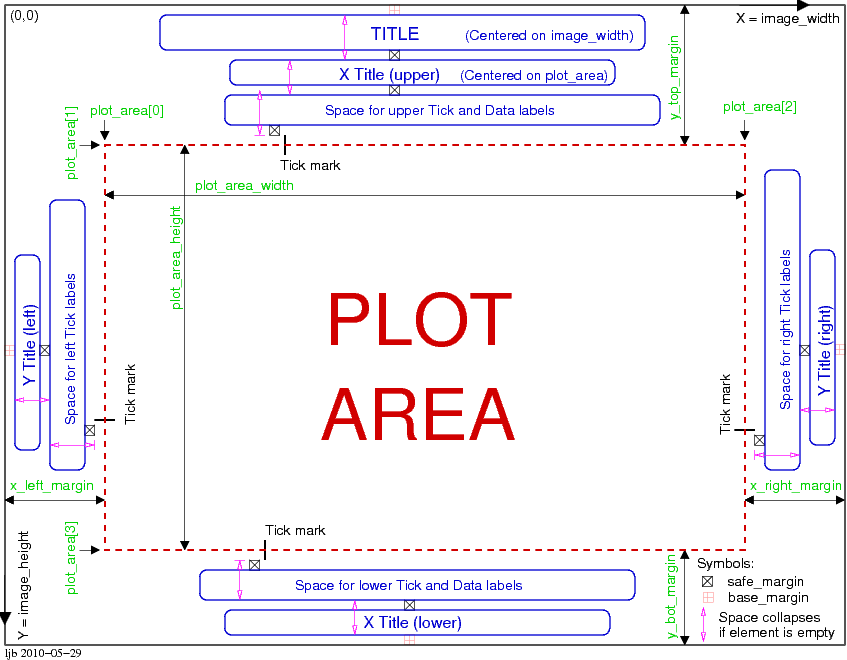 (0,0)
X = image_width
TITLE (Centered on image_width)
X Title (upper) (Centered on plot_area)
Space for upper Tick and Data labels
y_top_margin
plot_area[0]
plot_area[1]
plot_area[2]
Tick mark
plot_area_width
plot_area_height
PLOT
AREA
Y Title (left)
Space for left Tick labels
Tick mark
Tick mark
Space for right Tick labels
Y Title (right)
x_left_margin
x_right_margin
plot_area[3]
Y = image_height
Tick mark
Space for lower Tick and Data labels
X Title (lower)
y_bot_margin
Symbols:
safe_margin
base_margin
Space collapses
if element is empty
ljb 2010-05-29